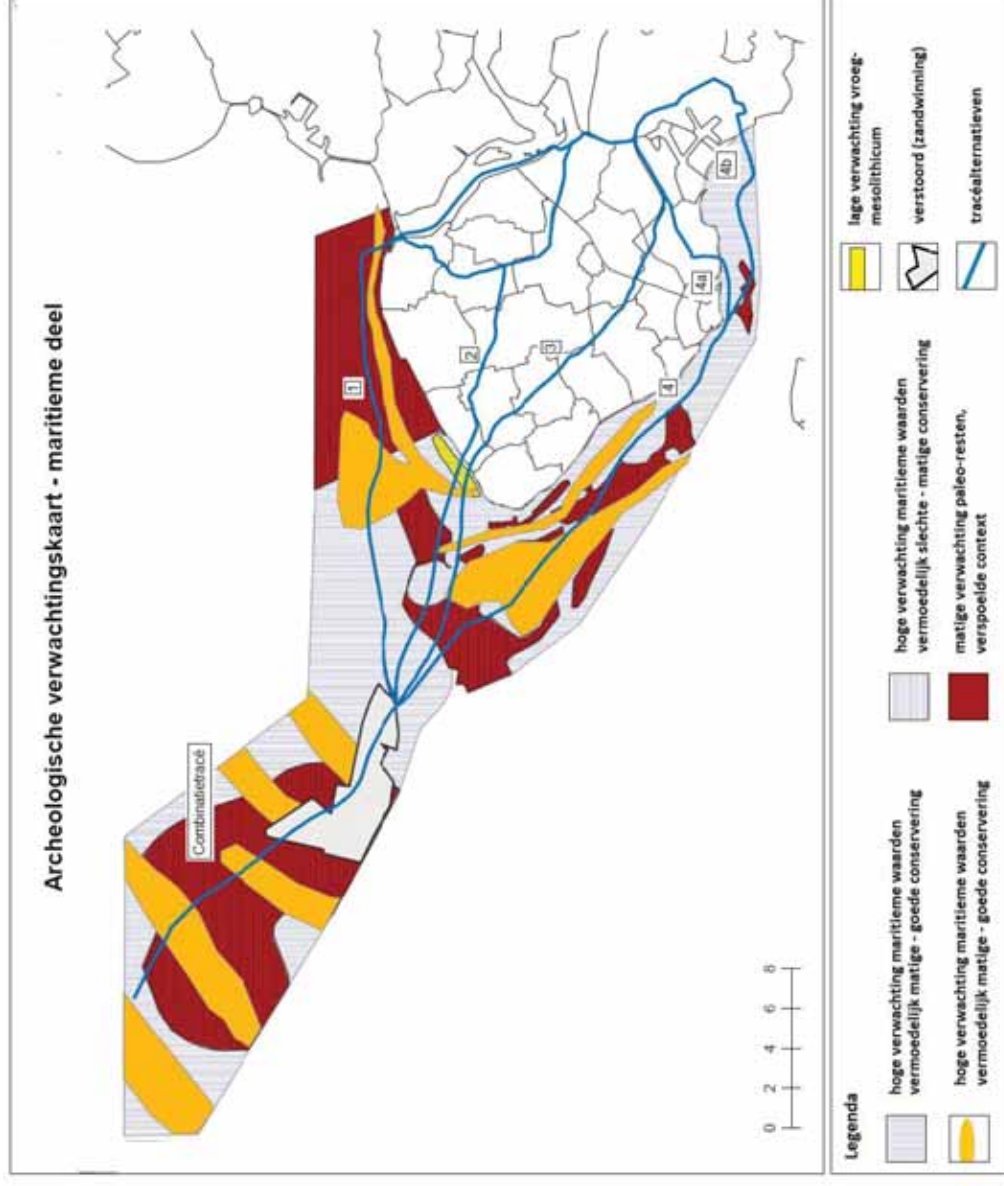 Archeologische verwachtingskaart - maritieme deel
Combinatietracé
1
2
3
4
4a
4b
0 2 4 6 8
Legenda
hoge verwachting maritieme waarden
vermoedelijk matige - goede conservering
hoge verwachting maritieme waarden
vermoedelijk matige - goede conservering
hoge verwachting maritieme waarden
vermoedelijk slechte - matige conservering
matige verwachting paleo-resten,
verspoelde context
lage verwachting vroeg-
mesolithicum
verstoord (zandwinning)
tracéalternatieven